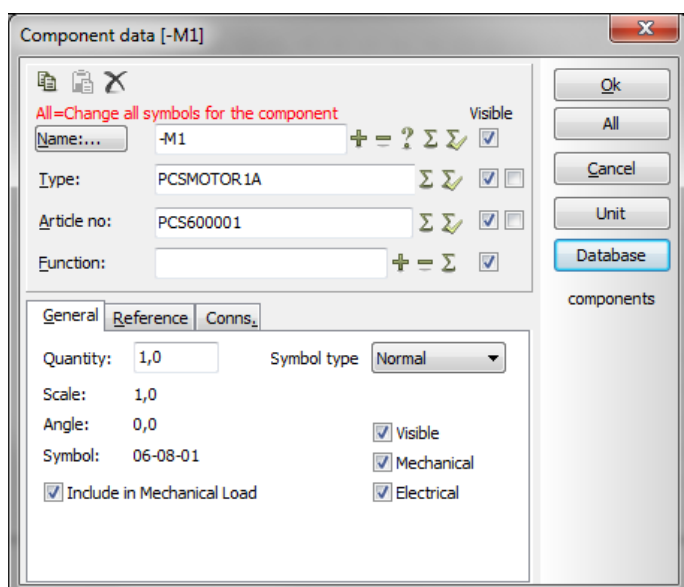 Component data [-M1]
All=Change all symbols for the component
Visible
Name:... -M1
Type: PCSMOTOR1A
Article no: PCS600001
Function:
Ok
All
Cancel
Unit
Database
components
General Reference Conns.
Quantity: 1,0 Symbol type Normal
Scale: 1,0
Angle: 0,0
Visible
Symbol: 06-08-01
Mechanical
Include in Mechanical Load
Electrical